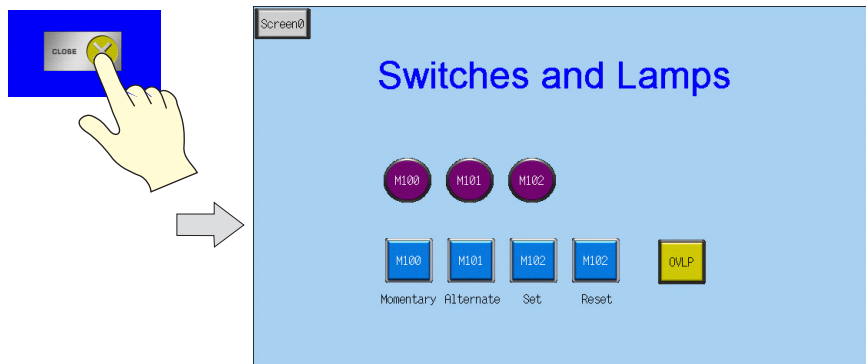 CLOSE
Screen0
Switches and Lamps
M100 M101 M102
M100 M101 M102 M102 OVLP
Momentary Alternate Set Reset